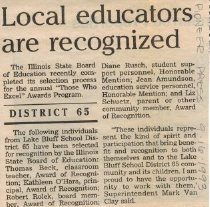 Local educators
are recognized
The Illinois State Board
of Education recently com-
pleted its selection process
for the annual "Those Who
Excel" Awards Program.
DISTRICT 65
The following individuals
from Lake Bluff School Dist-
rict 65 have been selected
for recognition by the Illinois
State Board of Education:
Thomas Beck, classroom
teacher, Award of Recogni-
tion; Kathleen O'Hara, prin-
cipal, Award of Recognition;
Robert Rolek, board
member, Award of Recogni-
Diane Rusch, student sup-
port personnel, Honorable
Mention, Jean Amundson,
education service personnel,
Honorable Mention; and Liz
Schuetz, parent or other
community member, Award
of Recognition.
"These individuals repre-
sent the kind of spirit and
participation that bring bene-
fit and recognition to both
themselves and to the Lake
Bluff School District 65 com-
munity and its children. I am
proud to have the opportunity
to work with them,"
Superintendent Mark Van
Clay said.